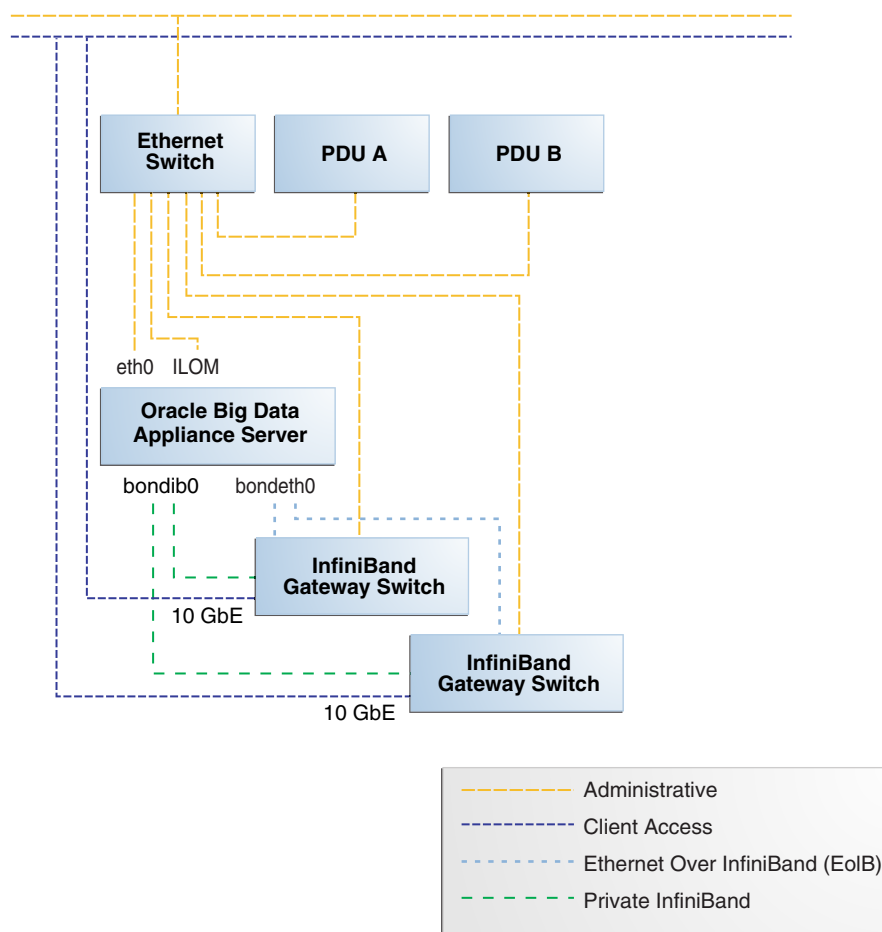 Ethernet
Switch
PDU A
PDU B
eth0
ILOM
Oracle Big Data
Appliance Server
bondib0
bondeth0
InfiniBand
Gateway Switch
10 GbE
InfiniBand
Gateway Switch
10 GbE
Administrative
Client Access
Ethernet Over InfiniBand (EoIB)
Private InfiniBand